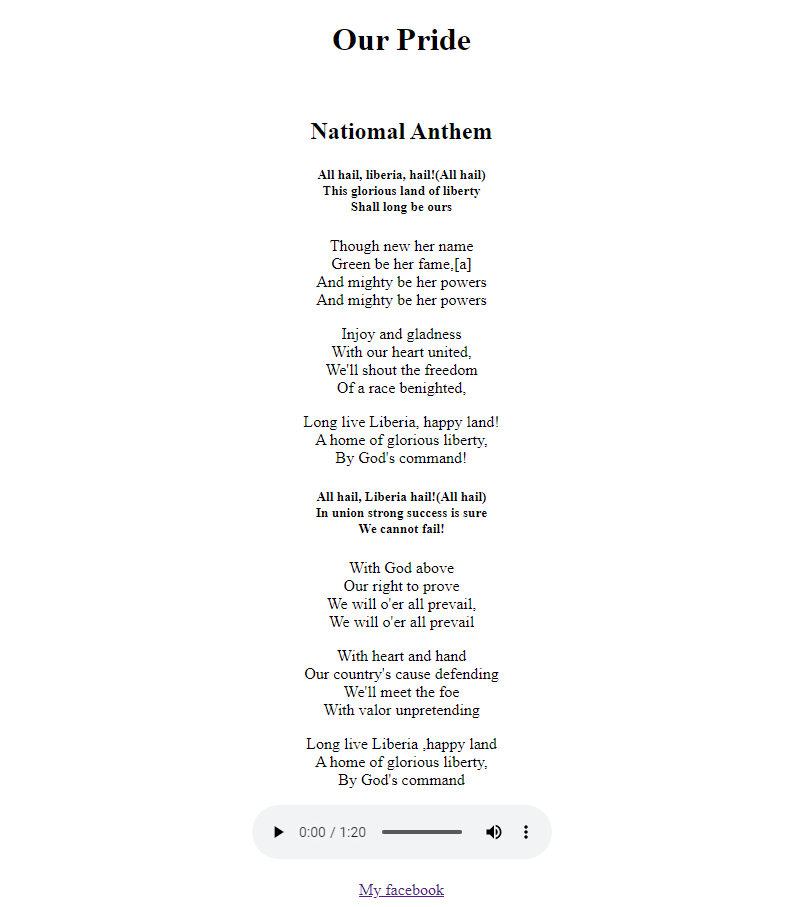 Our Pride
Natiomal Anthem
All hail, liberia, hail!(All hail)
This glorious land of liberty
Shall long be ours
Though new her name
Green be her fame,[a]
And mighty be her powers
And mighty be her powers
Injoy and gladness
With our heart united,
We'll shout the freedom
Of a race benighted,
Long live Liberia, happy land!
A home of glorious liberty,
By God's command!
All hail, Liberia hail!(All hail)
In union strong success is sure
We cannot fail!
With God above
Our right to prove
We will o'er all prevail,
We will o'er all prevail
With heart and hand
Our country's cause defending
We'll meet the foe
With valor unpretending
Long live Liberia ,happy land
A home of glorious liberty,
By God's command
0:00 / 1:20
My facebook